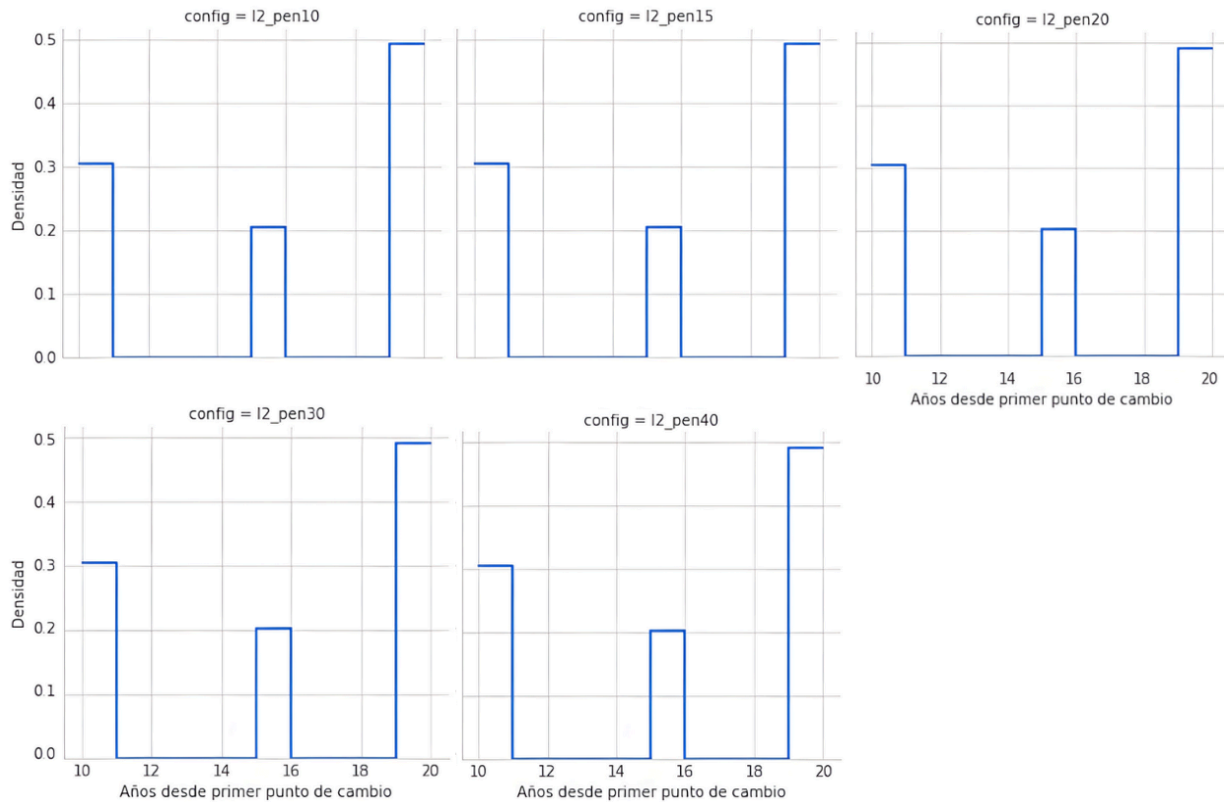 config = l2_pen10
config = l2_pen15
config = l2_pen20
0.5
0.4
0.3
0.2
0.1
0.0
Densidad
10 12 14 16 18 20
Años desde primer punto de cambio
config = l2_pen30
config = l2_pen40
0.5
0.4
0.3
0.2
0.1
0.0
Densidad
10 12 14 16 18 20
Años desde primer punto de cambio
10 12 14 16 18 20
Años desde primer punto de cambio